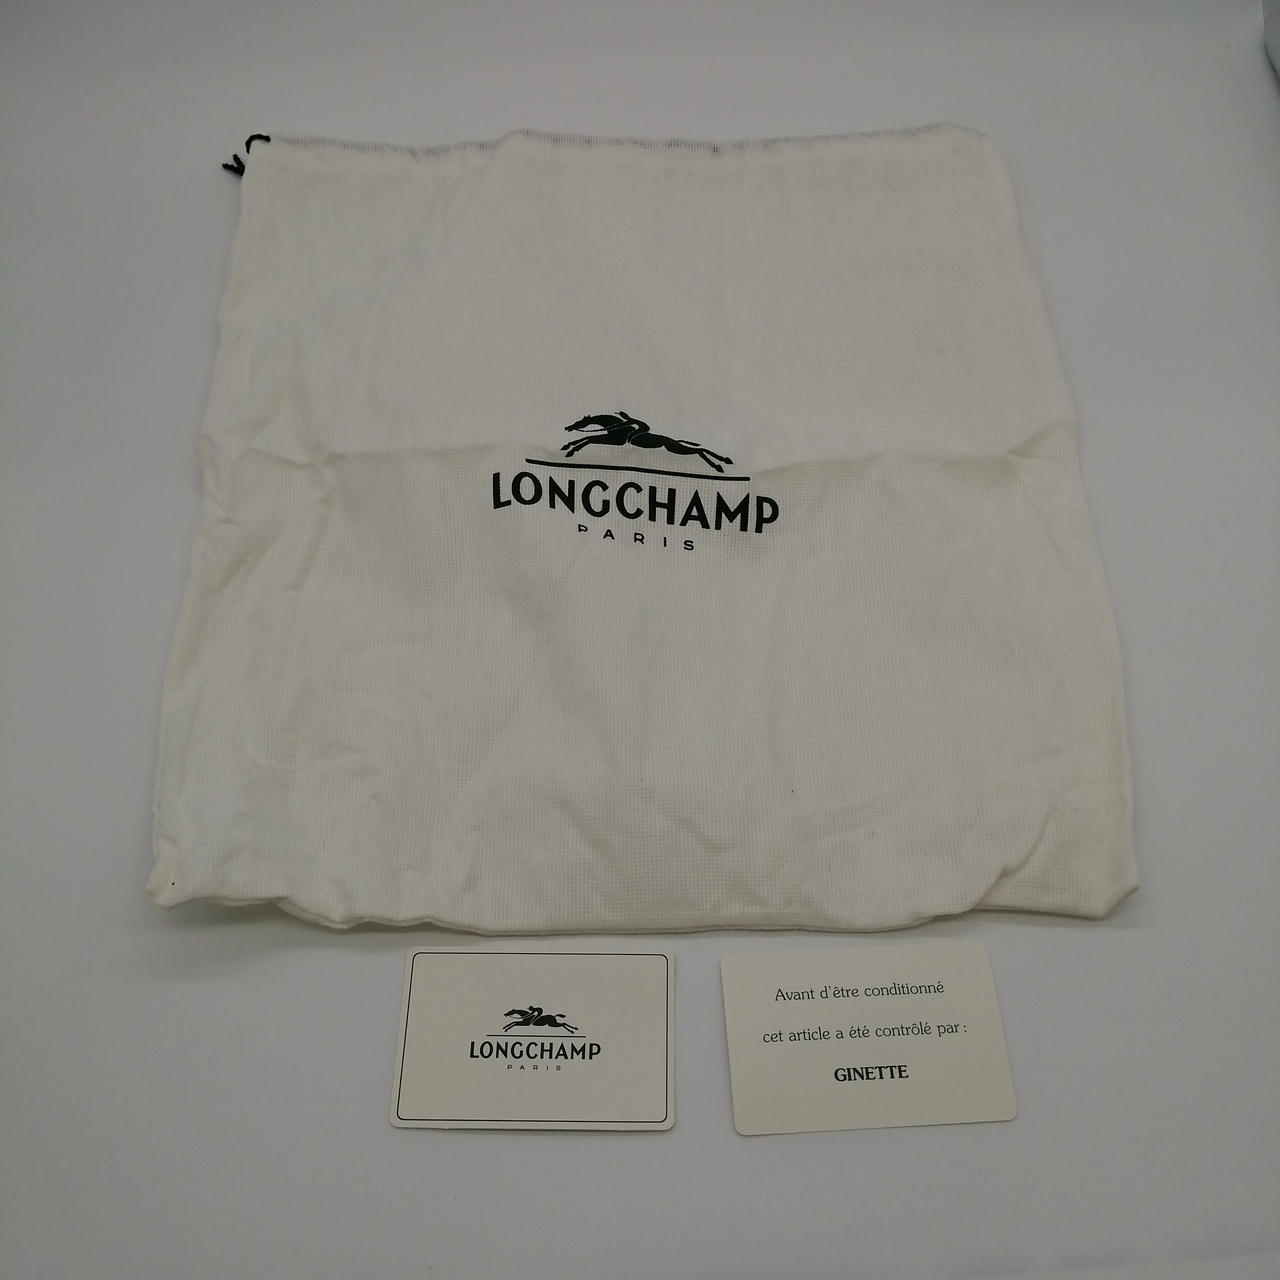 LONGCHAMP
PARIS
LONGCHAMP
PARIS
Avant d'être conditionné
cet article a été contrôlé par :
GINETTE